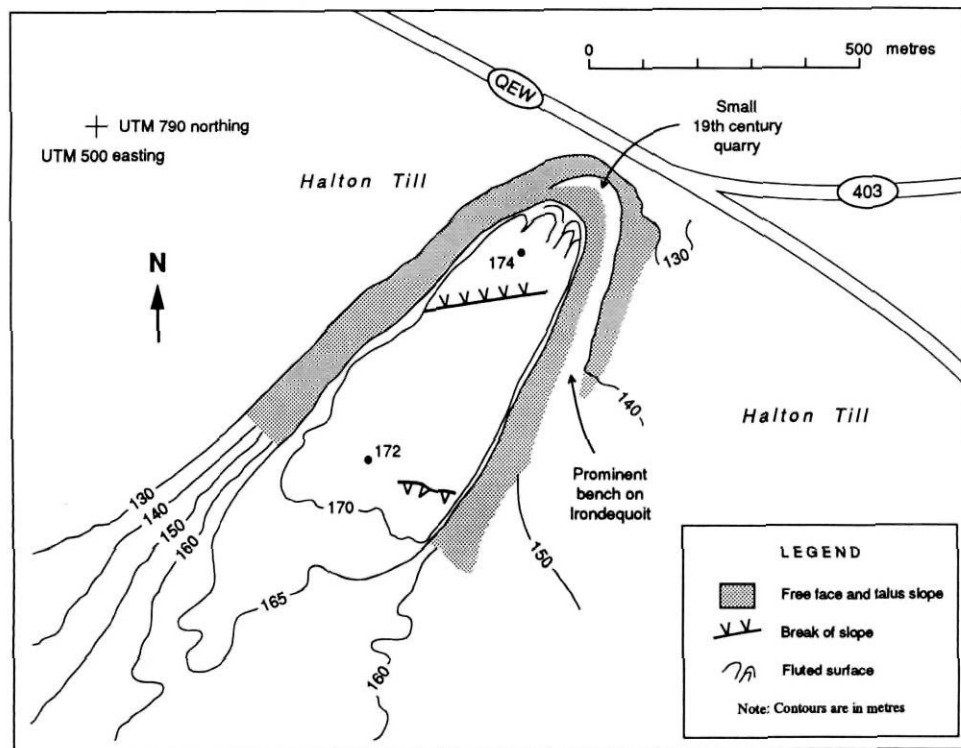 0 500 metres
QEW
Small
19th century
quarry
UTM 790 northing
UTM 500 easting
Halton Till
403
N
130
174
140
Halton Till
172
Prominent
bench on
Irondequoit
170
130
140
150
160
150
165
160
LEGEND
Free face and talus slope
Break of slope
Fluted surface
Note: Contours are in metres